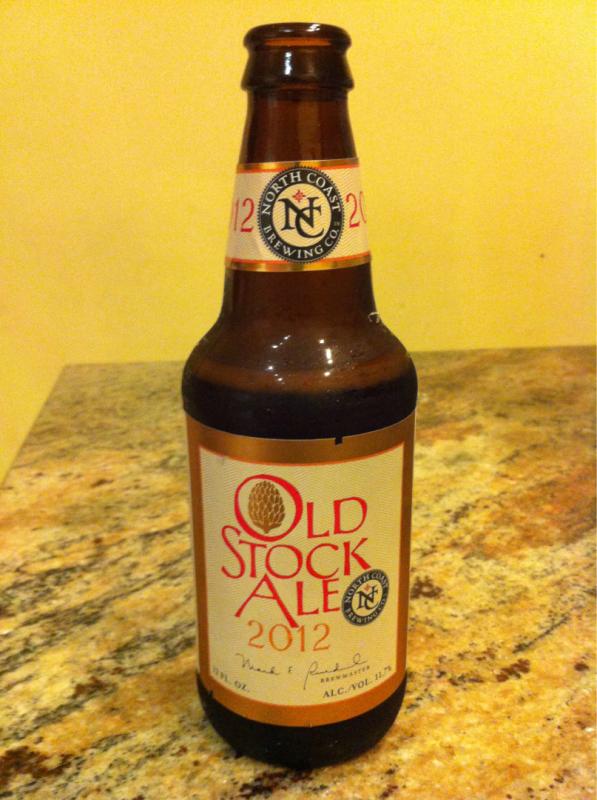 12
NORTH COAST
NC
BREWING CO.
20
OLD
STOCK
ALE
NORTH COAST
NC
BREWING CO.
2012
BREWMASTER
12 FL. OZ.
ALC./VOL. 11.7%